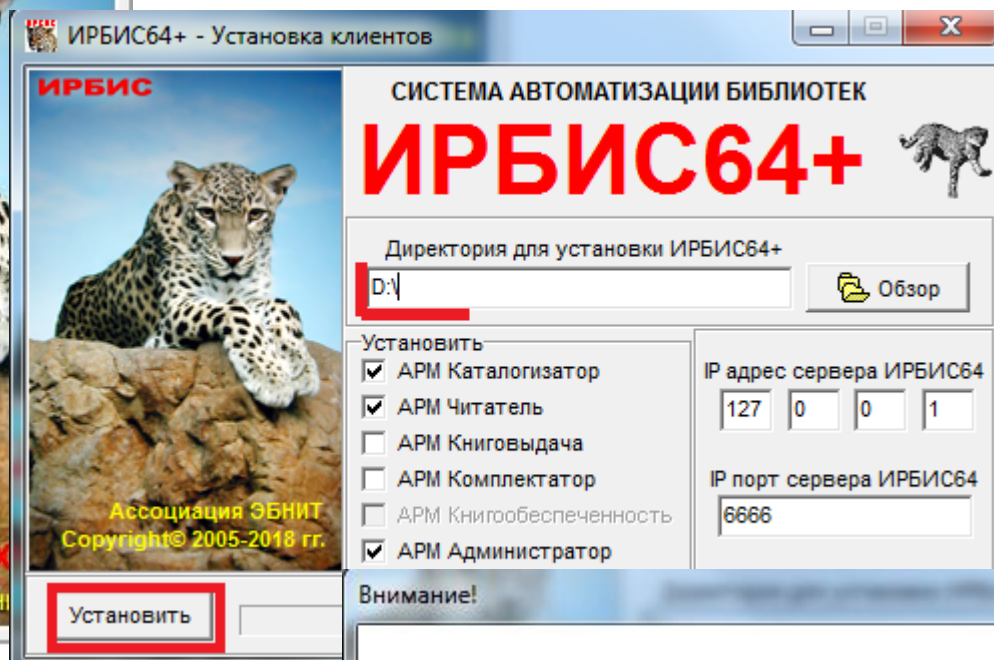 ИРБИС64+ - Установка клиентов
ИРБИС
СИСТЕМА АВТОМАТИЗАЦИИ БИБЛИОТЕК
ИРБИС64+
Директория для установки ИРБИС64+
D:\
Обзор
Установить
АРМ Каталогизатор
АРМ Читатель
АРМ Книговыдача
АРМ Комплектатор
АРМ Книгообеспеченность
АРМ Администратор
IP адрес сервера ИРБИС64
127 0 0 1
IP порт сервера ИРБИС64
6666
Ассоциация ЭБНИТ
Copyright© 2005-2018 гг.
Установить
Внимание!